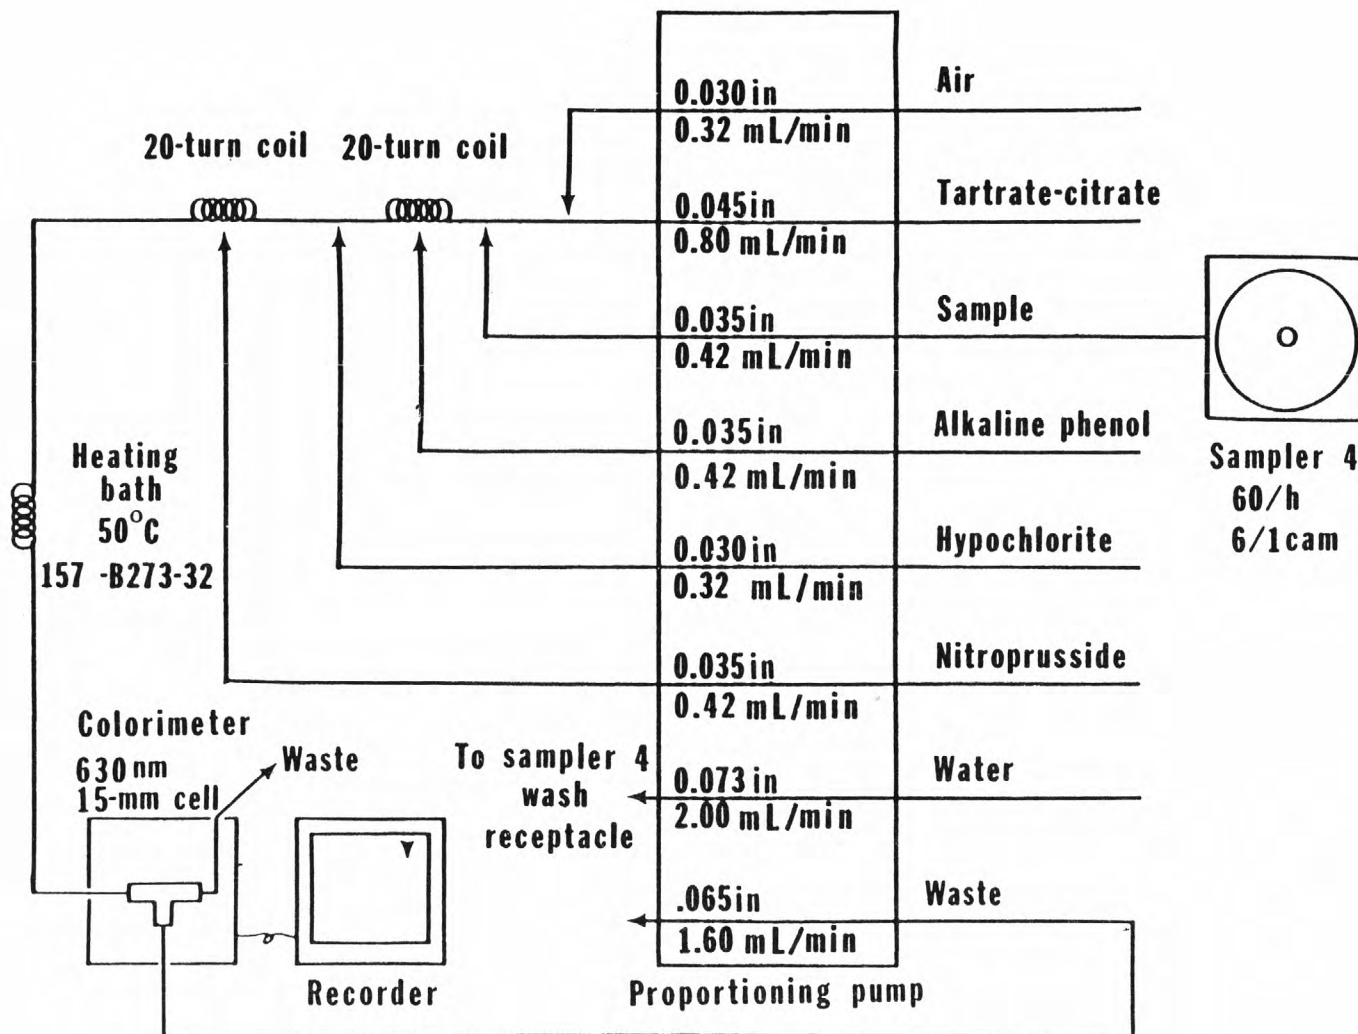 0.030 in
Air
0.32 mL/min
20-turn coil
20-turn coil
0.045 in
Tartrate-citrate
0.80 mL/min
0.035 in
Sample
0.42 mL/min
0.035 in
Alkaline phenol
0.42 mL/min
Sampler 4
60/h
6/1 cam
Heating
bath
50°C
157 -B273-32
0.030 in
Hypochlorite
0.32 mL/min
0.035 in
Nitroprusside
0.42 mL/min
Colorimeter
630 nm
15-mm cell
Waste
To sampler 4
wash
receptacle
0.073 in
Water
2.00 mL/min
.065 in
Waste
1.60 mL/min
Recorder
Proportioning pump